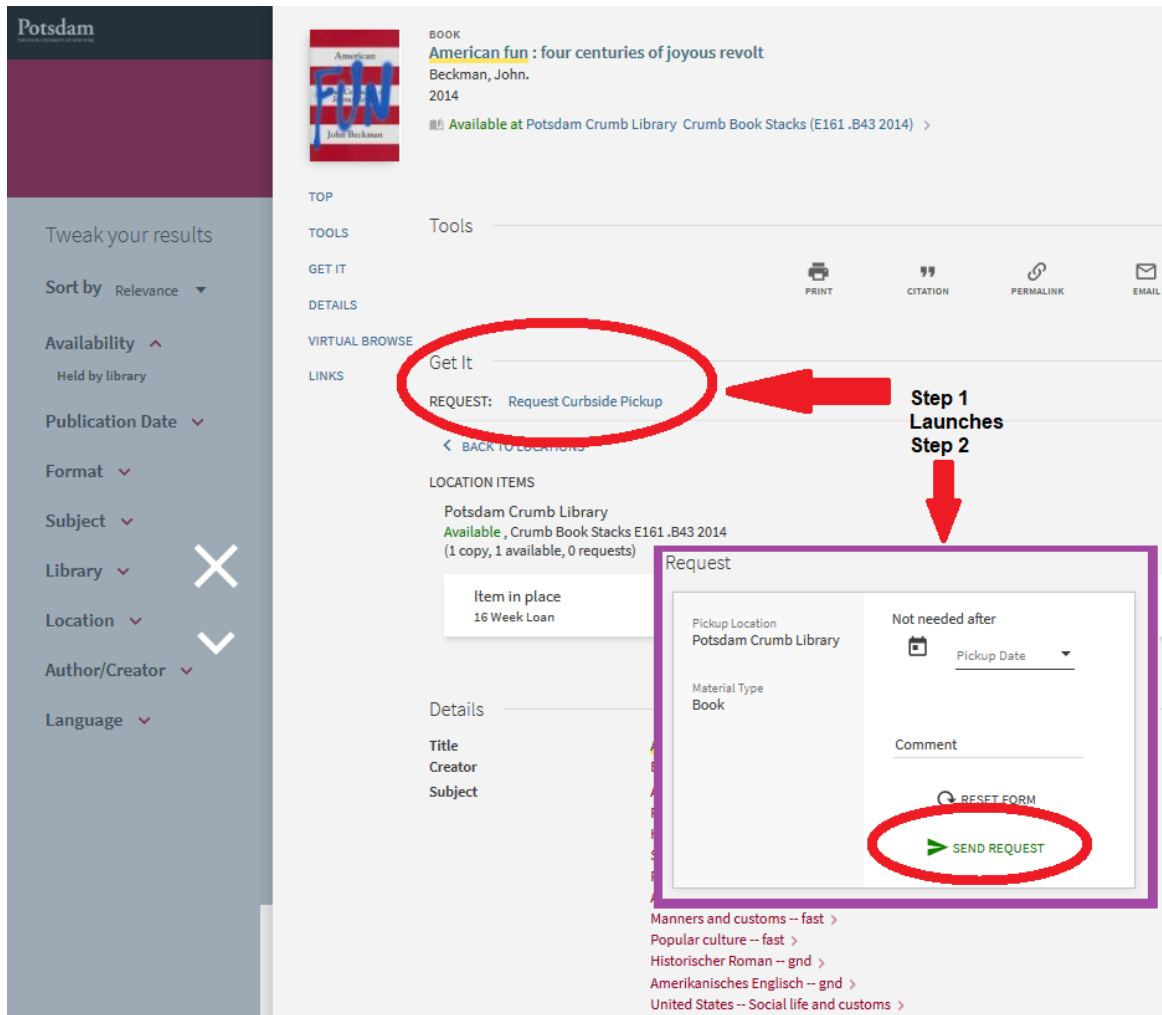 Potsdam
THE STATE UNIVERSITY OF NEW YORK
Tweak your results
Sort by Relevance
Availability
Held by library
Publication Date
Format
Subject
Library
Location
Author/Creator
Language
American
FUN
John Beckman
BOOK
American fun : four centuries of joyous revolt
Beckman, John.
2014
Available at Potsdam Crumb Library Crumb Book Stacks (E161 .B43 2014)
TOP
TOOLS
GET IT
DETAILS
VIRTUAL BROWSE
LINKS
Tools
PRINT
CITATION
PERMALINK
EMAIL
Get It
REQUEST: Request Curbside Pickup
Step 1
Launches
Step 2
BACK TO LOCATIONS
LOCATION ITEMS
Potsdam Crumb Library
Available , Crumb Book Stacks E161 .B43 2014
(1 copy, 1 available, 0 requests)
Item in place
16 Week Loan
Request
Pickup Location
Potsdam Crumb Library
Material Type
Book
Not needed after
Pickup Date
Comment
RESET FORM
SEND REQUEST
Details
Title
Creator
Subject
Manners and customs -- fast
Popular culture -- fast
Historischer Roman -- gnd
Amerikanisches Englisch -- gnd
United States -- Social life and customs